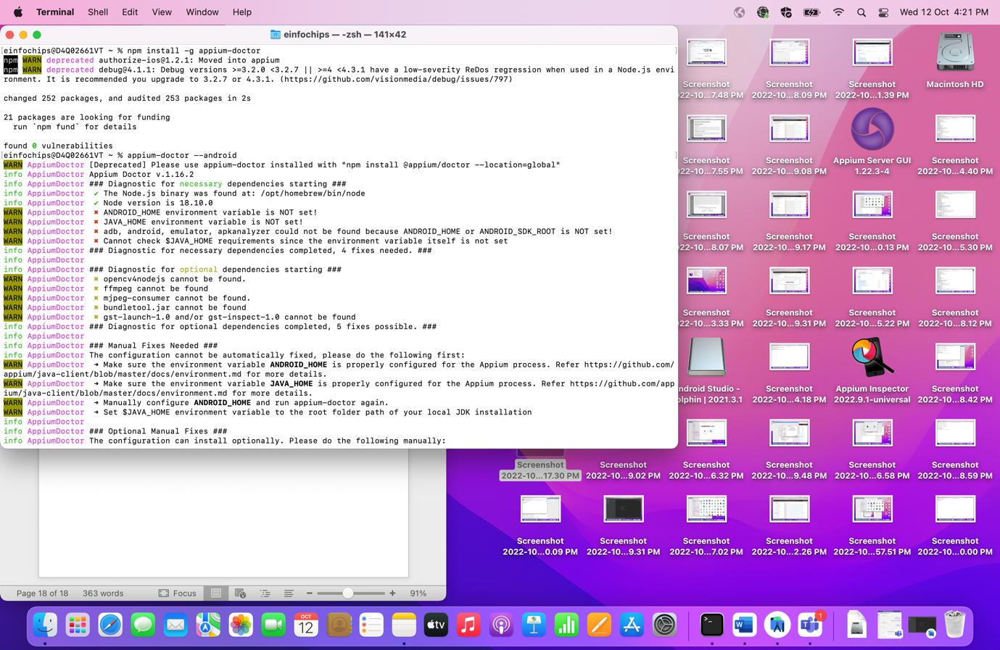 Terminal Shell Edit View Window Help
Wed 12 Oct 4:21 PM
einfochips — -zsh — 141×42
[einfochips@D4Q02661VT ~ % npm install -g appium-doctor ]
npm WARN deprecated authorize-ios@1.2.1: Moved into appium
npm WARN deprecated debug@4.1.1: Debug versions >=3.2.0 <3.2.7 || >=4 <4.3.1 have a low-severity ReDos regression when used in a Node.js envi
ronment. It is recommended you upgrade to 3.2.7 or 4.3.1. (https://github.com/visionmedia/debug/issues/797)
changed 252 packages, and audited 253 packages in 2s
21 packages are looking for funding
run `npm fund` for details
found 0 vulnerabilities
[einfochips@D4Q02661VT ~ % appium-doctor --android ]
WARN AppiumDoctor [Deprecated] Please use appium-doctor installed with "npm install @appium/doctor --location=global"
info AppiumDoctor Appium Doctor v.1.16.2
info AppiumDoctor ### Diagnostic for necessary dependencies starting ###
info AppiumDoctor ✔ The Node.js binary was found at: /opt/homebrew/bin/node
info AppiumDoctor ✔ Node version is 18.10.0
WARN AppiumDoctor ✖ ANDROID_HOME environment variable is NOT set!
WARN AppiumDoctor ✖ JAVA_HOME environment variable is NOT set!
WARN AppiumDoctor ✖ adb, android, emulator, apkanalyzer could not be found because ANDROID_HOME or ANDROID_SDK_ROOT is NOT set!
WARN AppiumDoctor ✖ Cannot check $JAVA_HOME requirements since the environment variable itself is not set
info AppiumDoctor ### Diagnostic for necessary dependencies completed, 4 fixes needed. ###
info AppiumDoctor
info AppiumDoctor ### Diagnostic for optional dependencies starting ###
WARN AppiumDoctor ✖ opencv4nodejs cannot be found.
WARN AppiumDoctor ✖ ffmpeg cannot be found
WARN AppiumDoctor ✖ mjpeg-consumer cannot be found.
WARN AppiumDoctor ✖ bundletool.jar cannot be found
WARN AppiumDoctor ✖ gst-launch-1.0 and/or gst-inspect-1.0 cannot be found
info AppiumDoctor ### Diagnostic for optional dependencies completed, 5 fixes possible. ###
info AppiumDoctor
info AppiumDoctor ### Manual Fixes Needed ###
info AppiumDoctor The configuration cannot be automatically fixed, please do the following first:
WARN AppiumDoctor ➜ Make sure the environment variable ANDROID_HOME is properly configured for the Appium process. Refer https://github.com/
appium/java-client/blob/master/docs/environment.md for more details.
WARN AppiumDoctor ➜ Make sure the environment variable JAVA_HOME is properly configured for the Appium process. Refer https://github.com/app
ium/java-client/blob/master/docs/environment.md for more details.
WARN AppiumDoctor ➜ Manually configure ANDROID_HOME and run appium-doctor again.
WARN AppiumDoctor ➜ Set $JAVA_HOME environment variable to the root folder path of your local JDK installation
info AppiumDoctor
info AppiumDoctor ### Optional Manual Fixes ###
info AppiumDoctor The configuration can install optionally. Please do the following manually:
Screenshot Screenshot Screenshot Macintosh HD
022-10...7.48 PM 2022-10...8.09 PM 2022-10...1.39 PM
Screenshot Screenshot Appium Server GUI Screenshot
022-10...7.55 PM 2022-10...9.08 PM 1.22.3-4 2022-10...4.40 PM
Screenshot Screenshot Screenshot Screenshot
022-10...8.07 PM 2022-10...9.17 PM 2022-10...0.13 PM 2022-10...5.30 PM
Screenshot Screenshot Screenshot Screenshot
022-10...3.33 PM 2022-10...9.31 PM 2022-10...5.22 PM 2022-10...8.12 PM
ndroid Studio - Screenshot Appium Inspector Screenshot
olphin | 2021.3.1 2022-10...4.18 PM 2022.9.1-universal 2022-10...8.42 PM
Screenshot Screenshot Screenshot Screenshot Screenshot Screenshot
2022-10...17.30 PM 2022-10...9.02 PM 2022-10...6.32 PM 2022-10...9.48 PM 2022-10...6.58 PM 2022-10...8.59 PM
Screenshot Screenshot Screenshot Screenshot Screenshot Screenshot
2022-10...0.09 PM 2022-10...9.31 PM 2022-10...7.02 PM 2022-10...2.26 PM 2022-10...57.51 PM 2022-10...0.00 PM
Page 18 of 18 363 words Focus 91%
OCT
12
tv
1